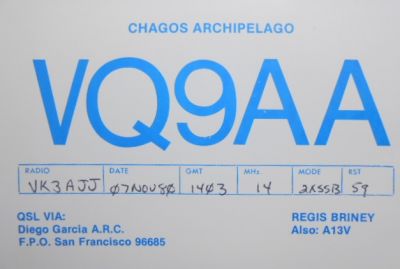 CHAGOS ARCHIPELAGO
VQ9AA
RADIO DATE GMT MHz. MODE RST
VK3AJJ 07NOV80 1403 14 2XSSB 59
QSL VIA:
Diego Garcia A.R.C.
F.P.O. San Francisco 96685
REGIS BRINEY
Also: A13V